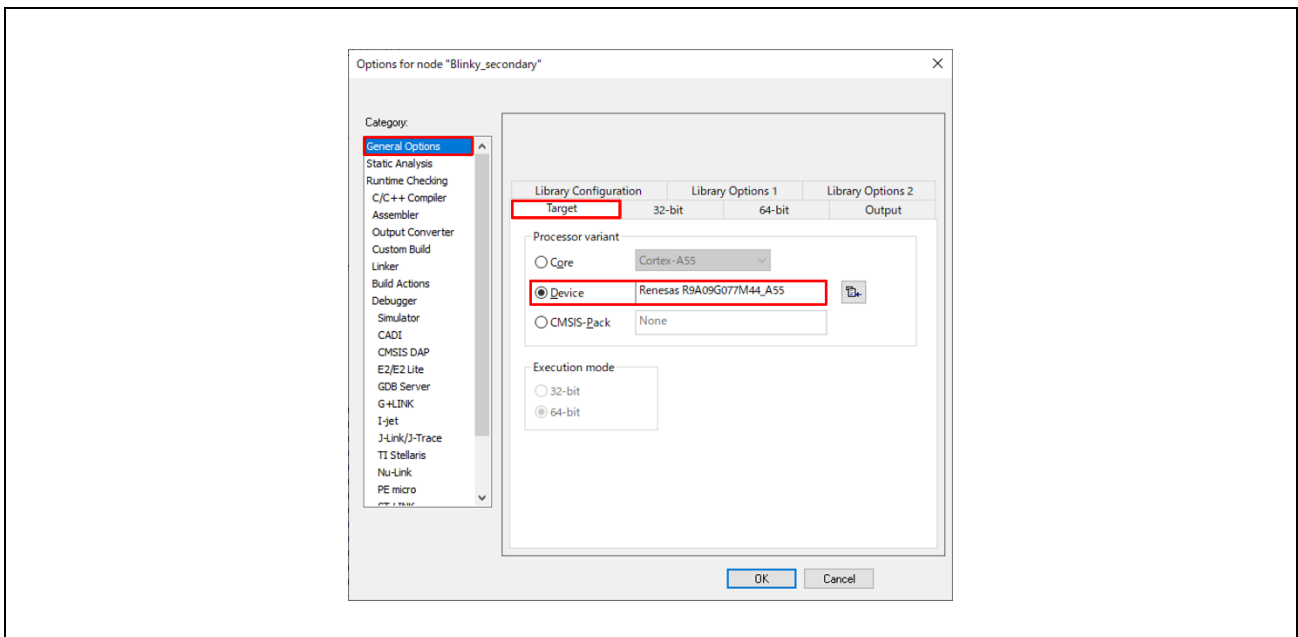 Options for node "Blinky_secondary"
Category:
General Options
Static Analysis
Runtime Checking
C/C++ Compiler
Assembler
Output Converter
Custom Build
Linker
Build Actions
Debugger
Simulator
CADI
CMSIS DAP
E2/E2 Lite
GDB Server
G+LINK
I-jet
J-Link/J-Trace
TI Stellaris
Nu-Link
PE micro
Library Configuration Library Options 1 Library Options 2
Target 32-bit 64-bit Output
Processor variant
Core Cortex-A55
Device Renesas R9A09G077M44_A55
CMSIS-Pack None
Execution mode
32-bit
64-bit
OK Cancel